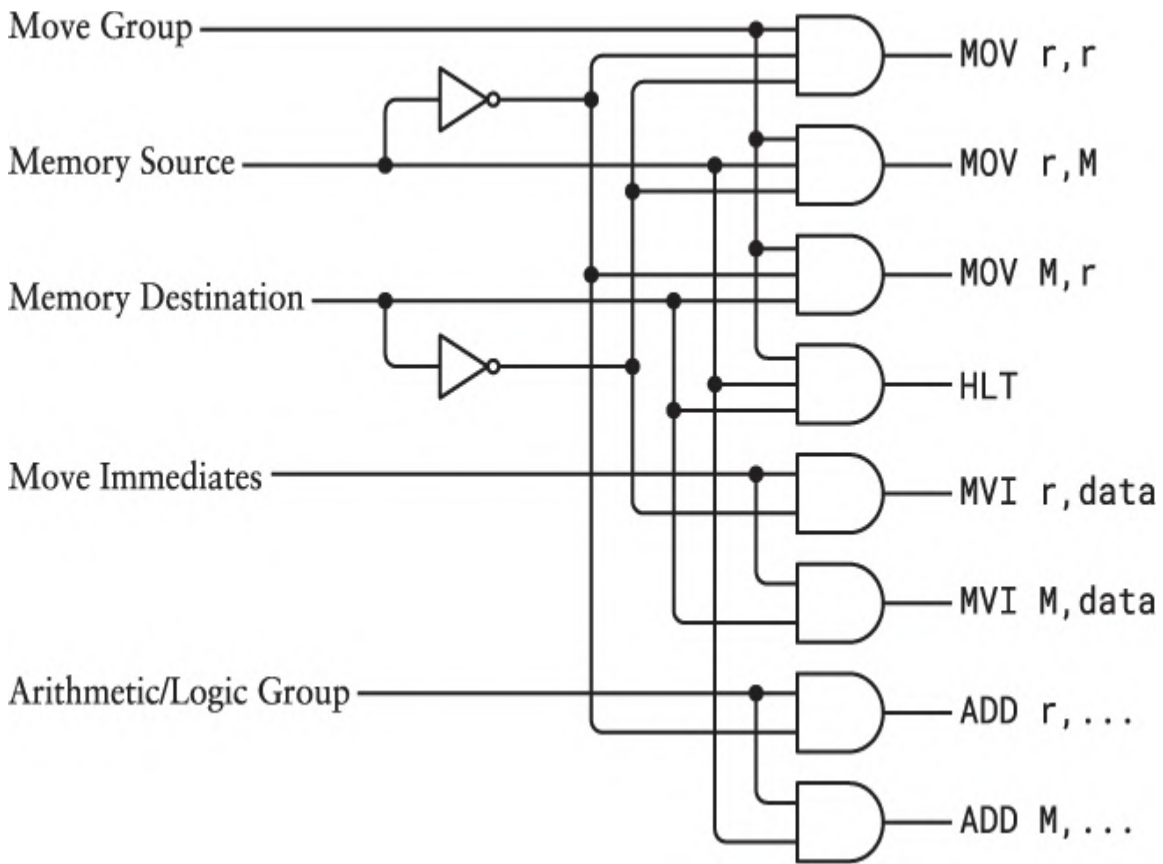 Move Group
MOV r,r
Memory Source
MOV r,M
MOV M,r
Memory Destination
HLT
Move Immediates
MVI r,data
MVI M,data
Arithmetic/Logic Group
ADD r,...
ADD M,...